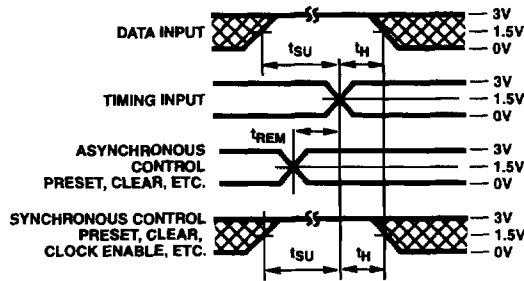 DATA INPUT
3V
1.5V
0V
tSU
tH
TIMING INPUT
3V
1.5V
0V
tREM
ASYNCHRONOUS
CONTROL
PRESET, CLEAR, ETC.
3V
1.5V
0V
SYNCHRONOUS CONTROL
PRESET, CLEAR,
CLOCK ENABLE, ETC.
3V
1.5V
0V
tSU
tH